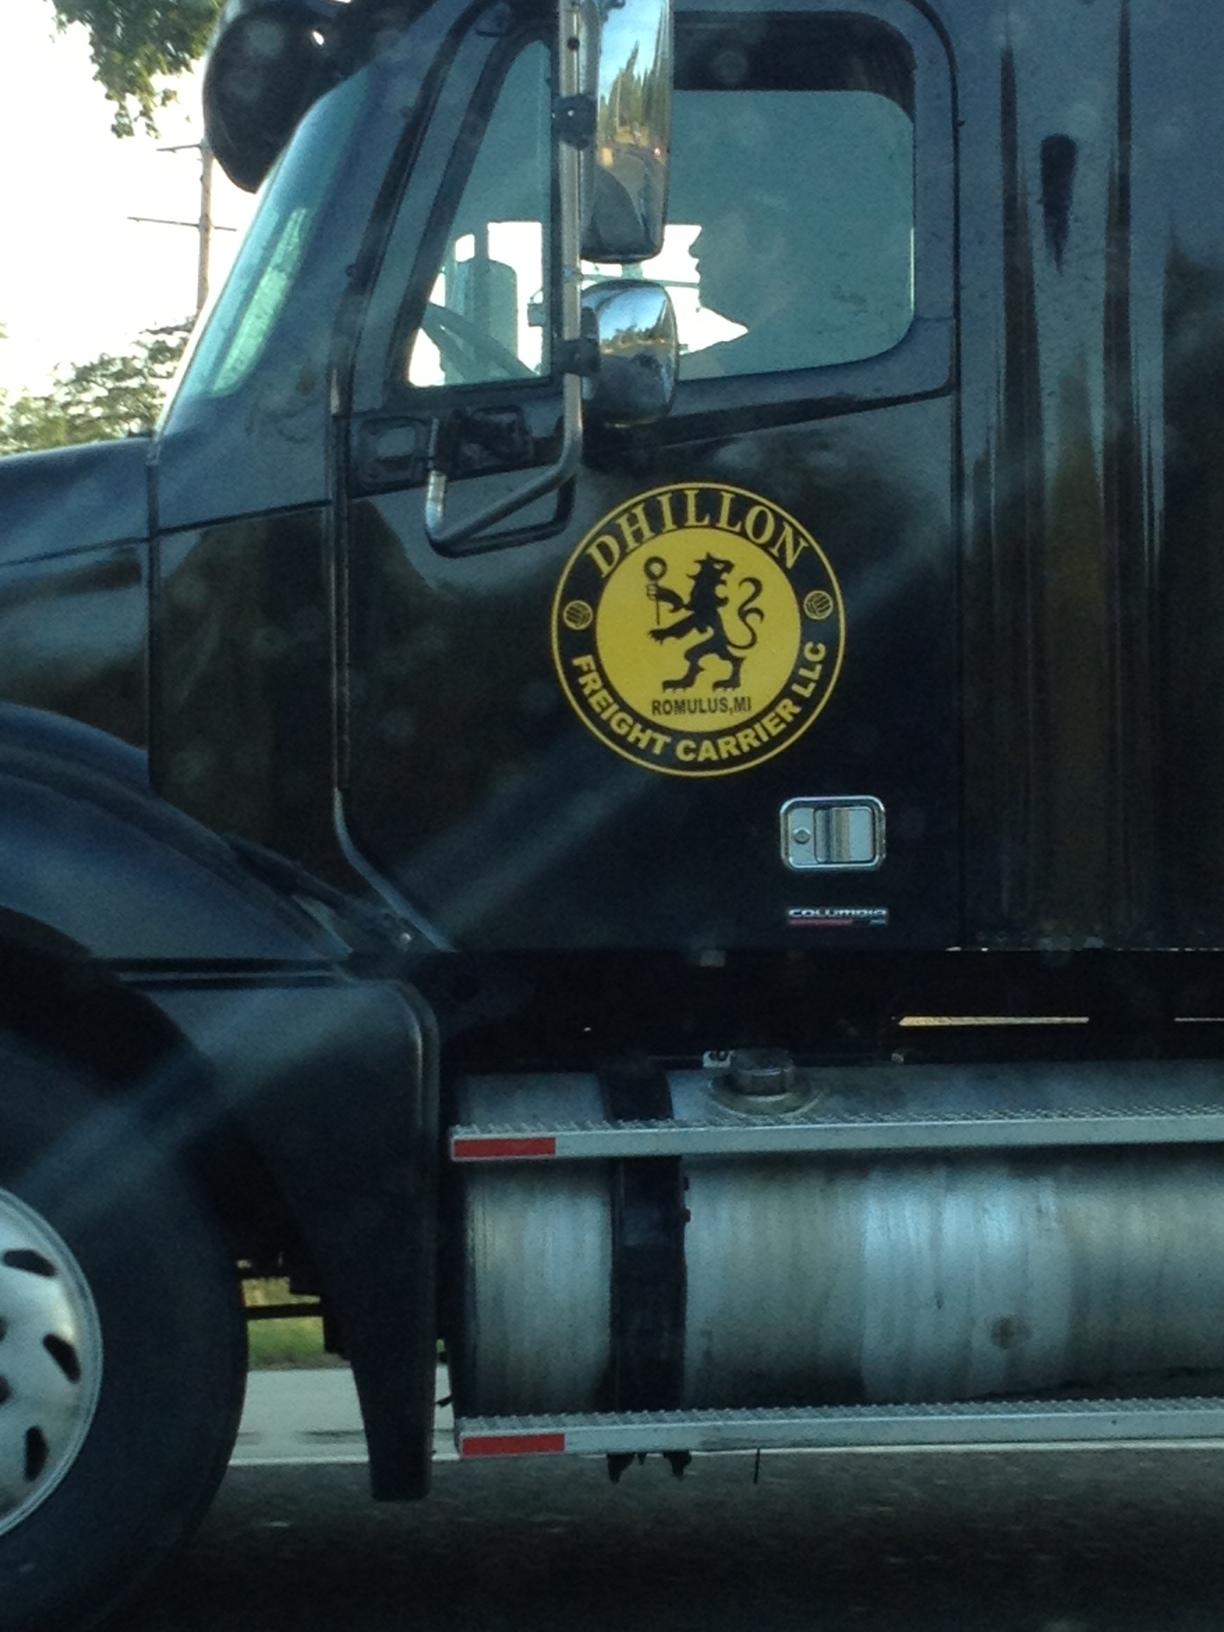 DHILLON
ROMULUS,MI
FREIGHT CARRIER LLC
COLUMBIA